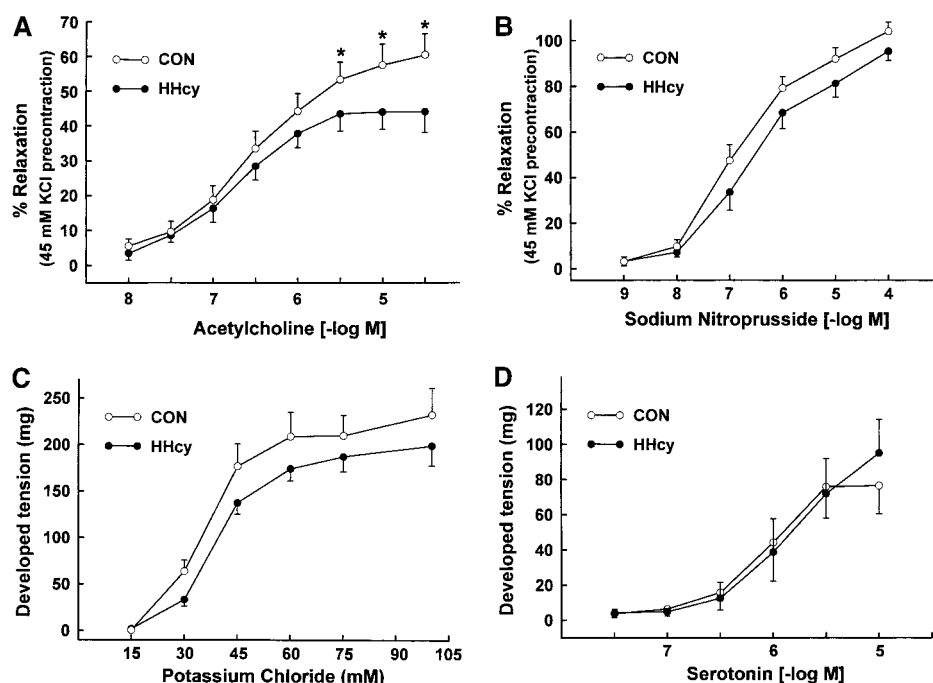 A
70
60
50
40
30
20
10
0
% Relaxation
(45 mM KCl precontraction)
CON
HHcy
*
*
*
8
7
6
5
Acetylcholine [-log M]
B
100
80
60
40
20
0
% Relaxation
(45 mM KCl precontraction)
CON
HHcy
9
8
7
6
5
4
Sodium Nitroprusside [-log M]
C
250
200
150
100
50
0
Developed tension (mg)
CON
HHcy
15
30
45
60
75
90
105
Potassium Chloride (mM)
D
120
100
80
60
40
20
0
Developed tension (mg)
CON
HHcy
7
6
5
Serotonin [-log M]